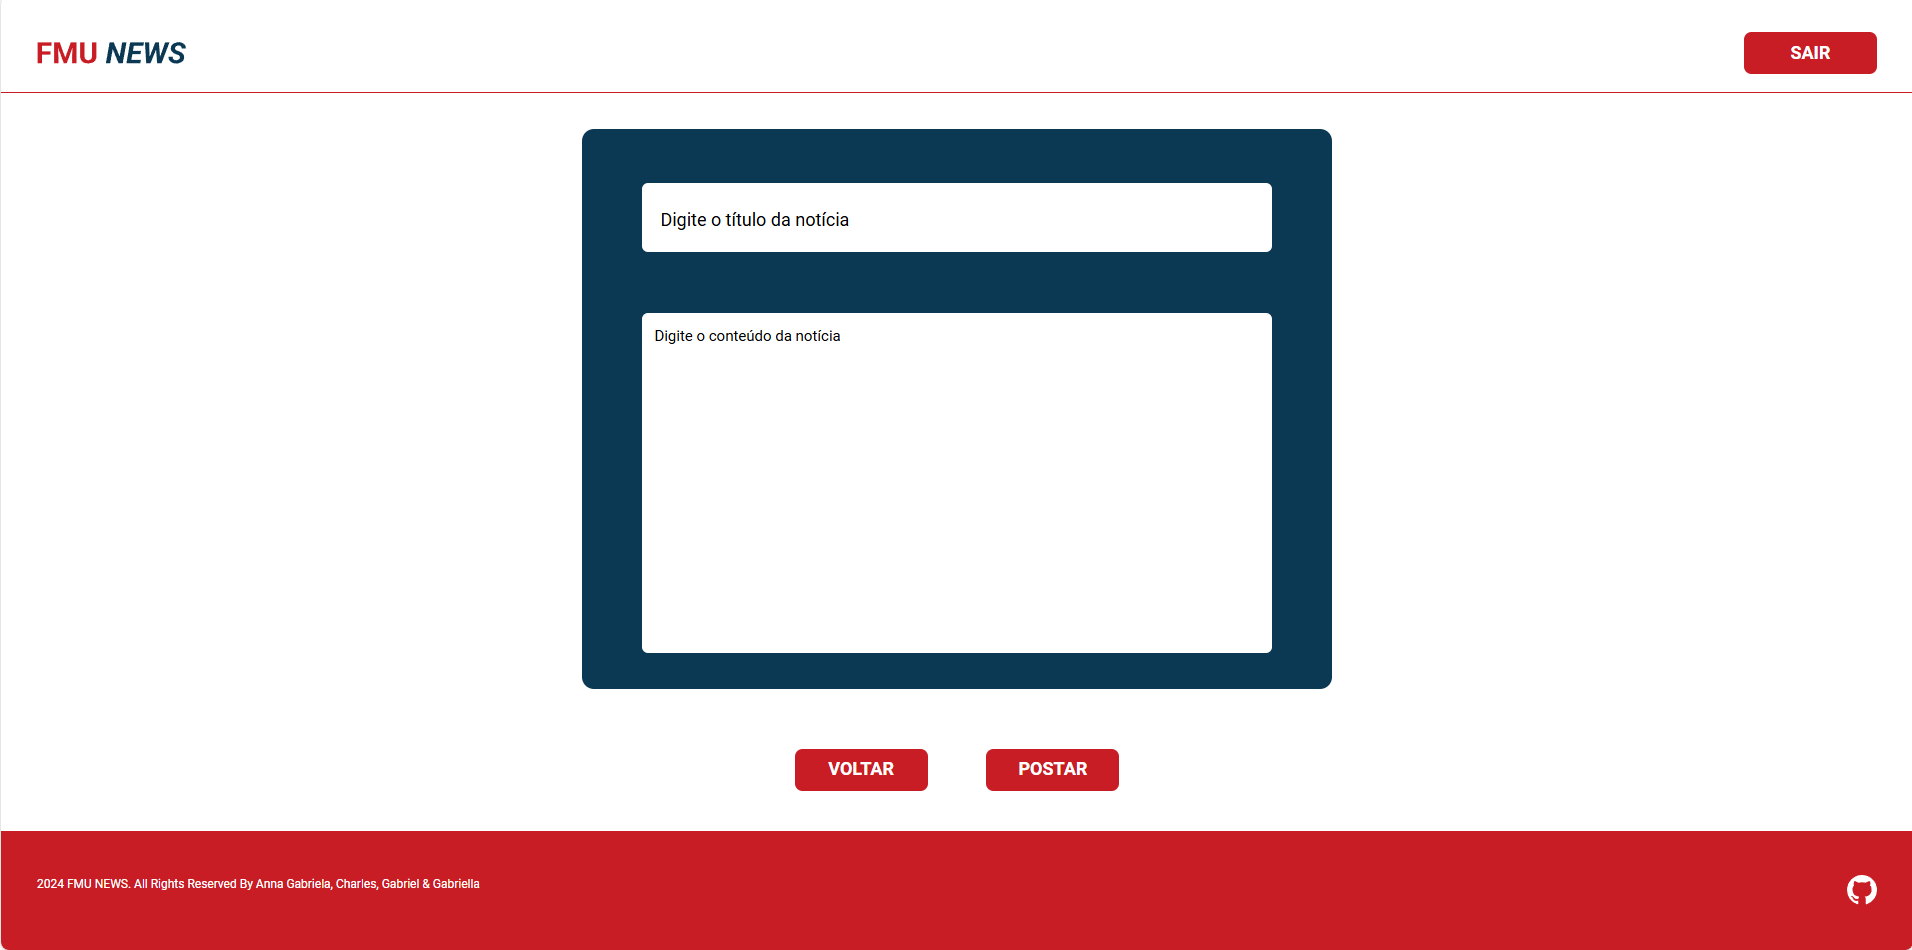 FMU NEWS
SAIR
Digite o título da notícia
Digite o conteúdo da notícia
VOLTAR
POSTAR
2024 FMU NEWS. All Rights Reserved By Anna Gabriela, Charles, Gabriel & Gabriella